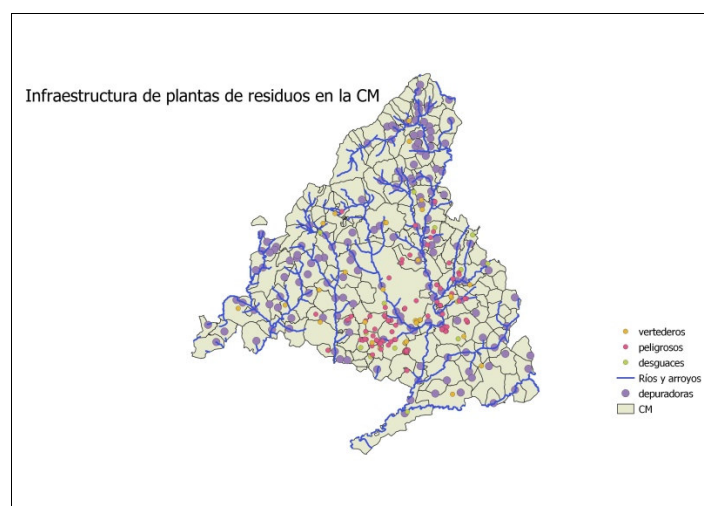 Infraestructura de plantas de residuos en la CM
vertederos
peligrosos
desguaces
Ríos y arroyos
depuradoras
CM